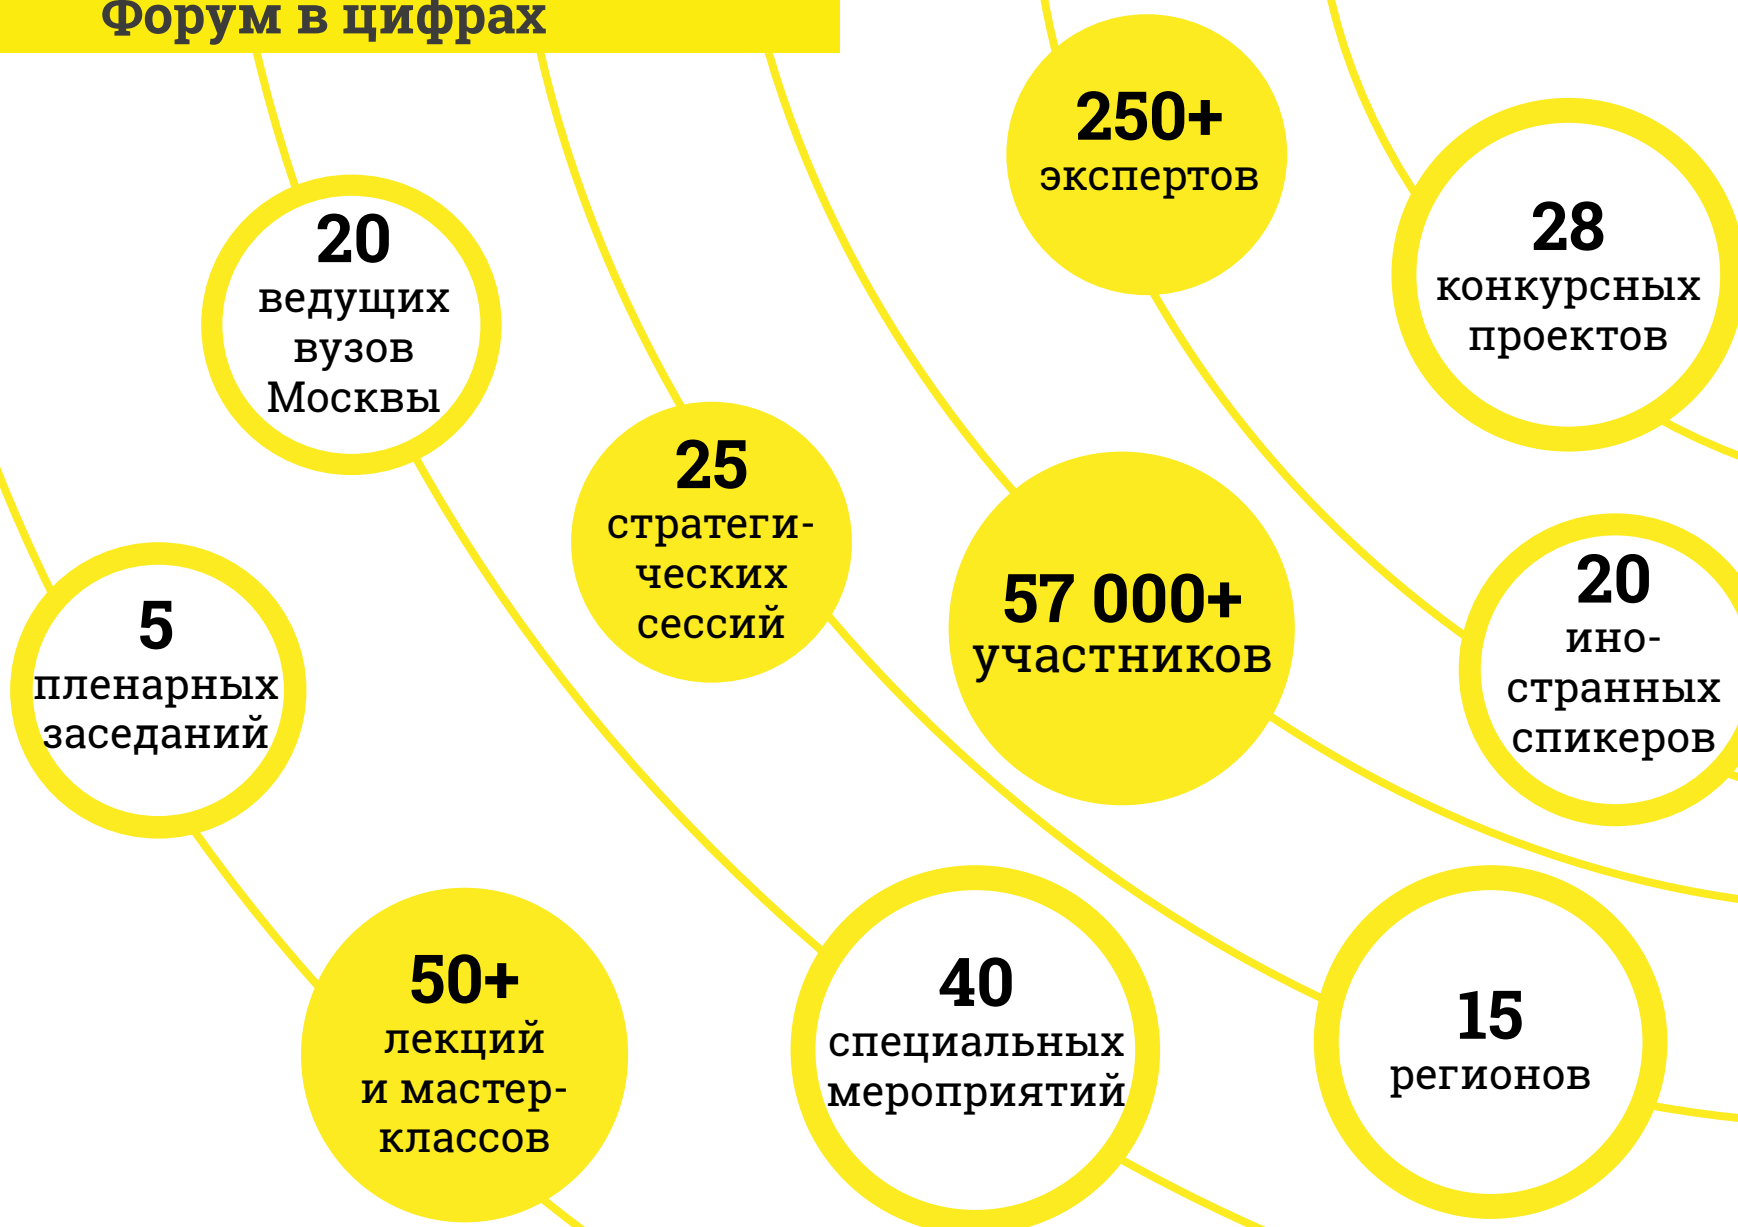 Форум в цифрах
250+
экспертов
28
конкурсных
проектов
20
ведущих
вузов
Москвы
25
стратеги-
ческих
сессий
57 000+
участников
20
ино-
странных
спикеров
5
пленарных
заседаний
50+
лекций
и мастер-
классов
40
специальных
мероприятий
15
регионов